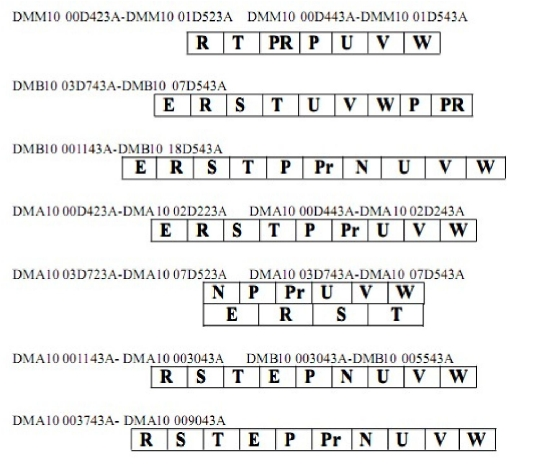 DMM10 00D423A-DMM10 01D523A DMM10 00D443A-DMM10 01D543A
R T PR P U V W
DMB10 03D743A-DMB10 07D543A
E R S T U V W P PR
DMB10 001143A-DMB10 18D543A
E R S T P Pr N U V W
DMA10 00D423A-DMA10 02D223A DMA10 00D443A-DMA10 02D243A
E R S T P Pr U V W
DMA10 03D723A-DMA10 07D523A DMA10 03D743A-DMA10 07D543A
N P Pr U V W
E R S T
DMA10 001143A- DMA10 003043A DMB10 003043A-DMB10 005543A
R S T E P N U V W
DMA10 003743A- DMA10 009043A
R S T E P Pr N U V W